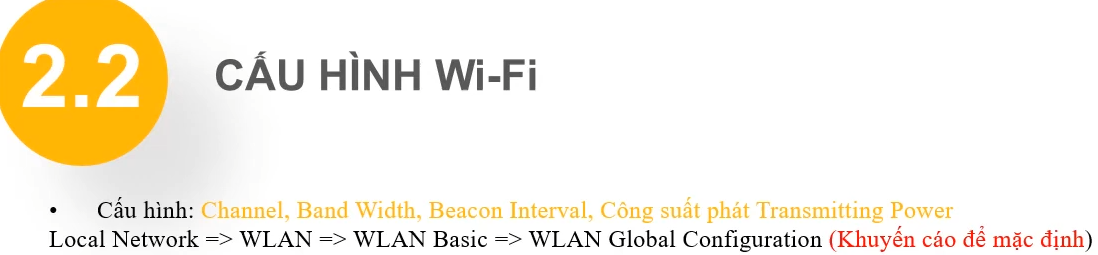 2.2
CẤU HÌNH Wi-Fi
• Cấu hình: Channel, Band Width, Beacon Interval, Công suất phát Transmitting Power
Local Network => WLAN => WLAN Basic => WLAN Global Configuration (Khuyến cáo để mặc định)